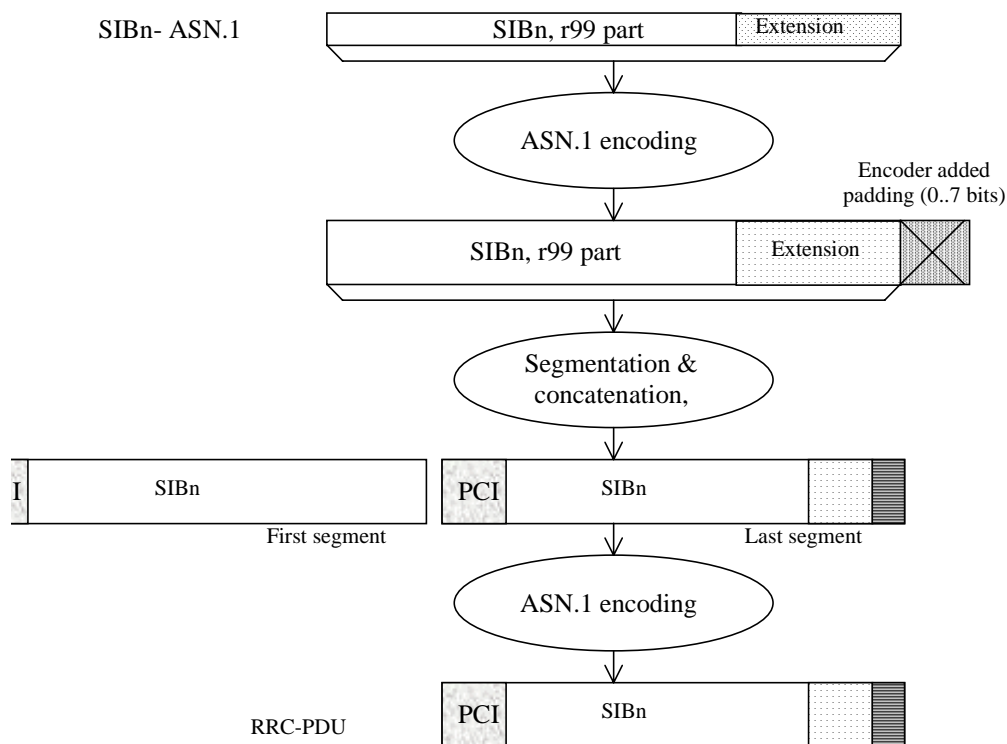 SIBn- ASN.1
SIBn, r99 part
Extension
ASN.1 encoding
Encoder added
padding (0..7 bits)
SIBn, r99 part
Extension
Segmentation &
concatenation,
I
SIBn
PCI
SIBn
First segment
Last segment
ASN.1 encoding
RRC-PDU
PCI
SIBn